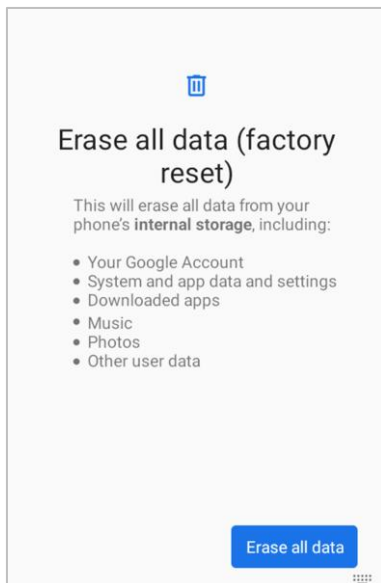 Erase all data (factory
reset)
This will erase all data from your
phone's internal storage, including:
• Your Google Account
• System and app data and settings
• Downloaded apps
• Music
• Photos
• Other user data
Erase all data